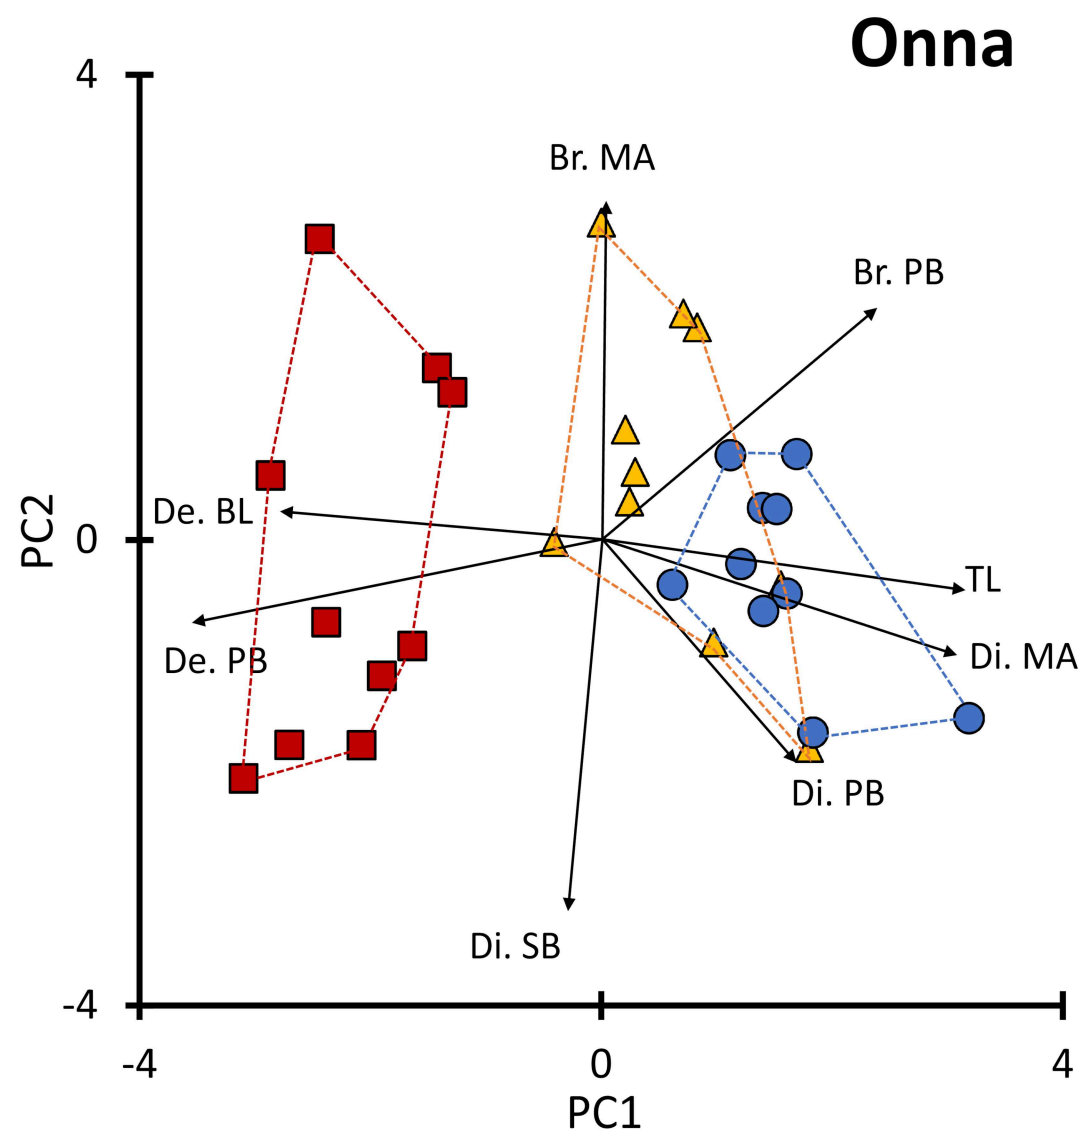 Onna
4
Br. MA
Br. PB
De. BL
PC2
0
TL
De. PB
Di. MA
Di. PB
Di. SB
-4
-4
0
4
PC1